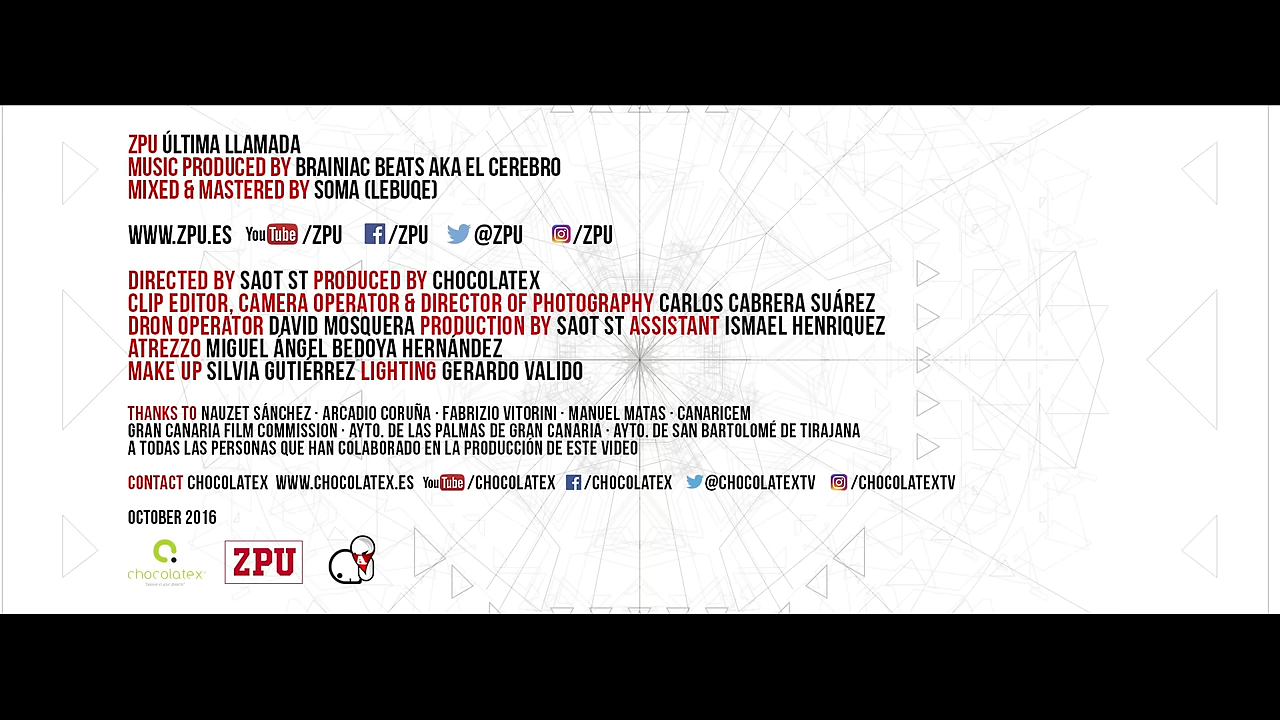 ZPU ÚLTIMA LLAMADA
MUSIC PRODUCED BY BRAINIAC BEATS AKA EL CEREBRO
MIXED & MASTERED BY SOMA (LEBUQE)
WWW.ZPU.ES YouTube /ZPU f /ZPU @ZPU /ZPU
DIRECTED BY SAOT ST PRODUCED BY CHOCOLATEX
CLIP EDITOR, CAMERA OPERATOR & DIRECTOR OF PHOTOGRAPHY CARLOS CABRERA SUÁREZ
DRON OPERATOR DAVID MOSQUERA PRODUCTION BY SAOT ST ASSISTANT ISMAEL HENRIQUEZ
ATREZZO MIGUEL ÁNGEL BEDOYA HERNÁNDEZ
MAKE UP SILVIA GUTIÉRREZ LIGHTING GERARDO VALIDO
THANKS TO NAUZET SÁNCHEZ · ARCADIO CORUÑA · FABRIZIO VITORINI · MANUEL MATAS · CANARICEM
GRAN CANARIA FILM COMMISSION · AYTO. DE LAS PALMAS DE GRAN CANARIA · AYTO. DE SAN BARTOLOMÉ DE TIRAJANA
A TODAS LAS PERSONAS QUE HAN COLABORADO EN LA PRODUCCIÓN DE ESTE VIDEO
CONTACT CHOCOLATEX WWW.CHOCOLATEX.ES YouTube /CHOCOLATEX f /CHOCOLATEX @CHOCOLATEXTV /CHOCOLATEXTV
OCTOBER 2016
chocolatex ZPU